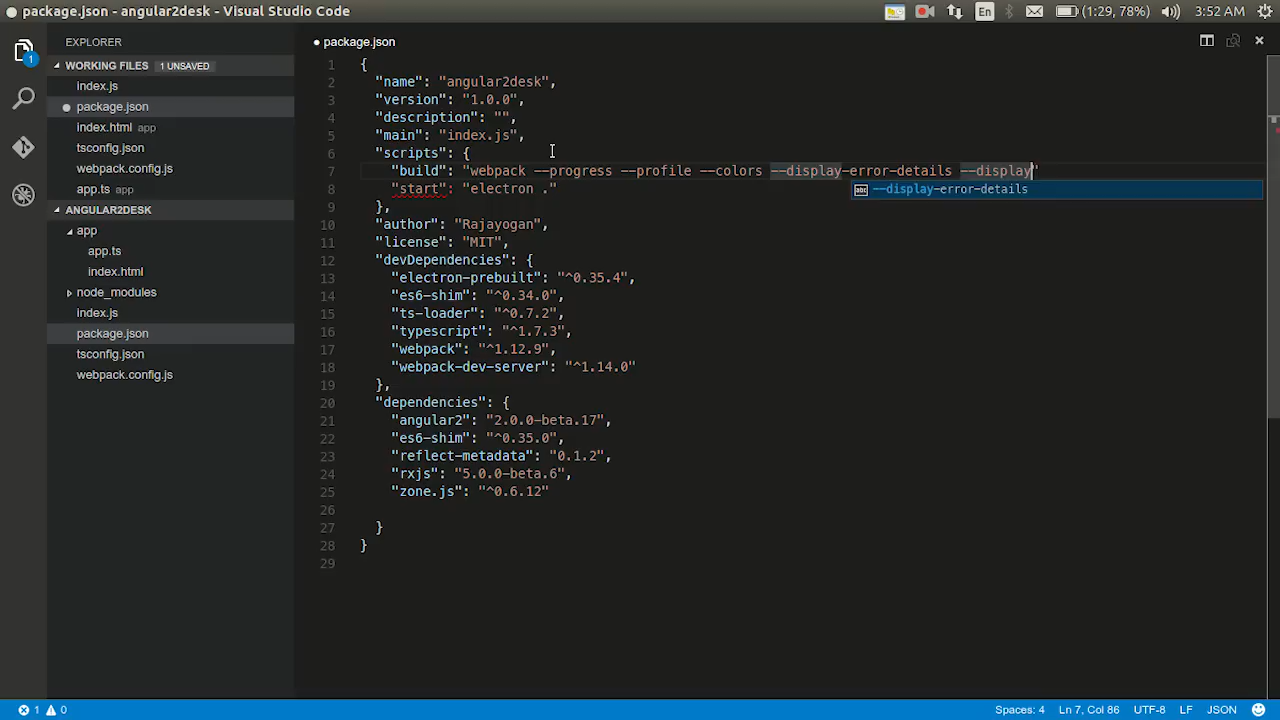 package.json - angular2desk - Visual Studio Code
En
(1:29, 78%)
3:52 AM
EXPLORER
WORKING FILES 1 UNSAVED
index.js
package.json
index.html app
tsconfig.json
webpack.config.js
app.ts
ANGULAR2DESK
app
app.ts
index.html
node_modules
index.js
package.json
tsconfig.json
webpack.config.js
1
package.json
1 {
2 "name": "angular2desk",
3 "version": "1.0.0",
4 "description": "",
5 "main": "index.js",
6 "scripts": {
7 "build": "webpack --progress --profile --colors --display-error-details --display"
--display-error-details
8 "start": "electron ."
9 },
10 "author": "Rajayogan",
11 "license": "MIT",
12 "devDependencies": {
13 "electron-prebuilt": "^0.35.4",
14 "es6-shim": "^0.34.0",
15 "ts-loader": "^0.7.2",
16 "typescript": "^1.7.3",
17 "webpack": "^1.12.9",
18 "webpack-dev-server": "^1.14.0"
19 },
20 "dependencies": {
21 "angular2": "2.0.0-beta.17",
22 "es6-shim": "^0.35.0",
23 "reflect-metadata": "0.1.2",
24 "rxjs": "5.0.0-beta.6",
25 "zone.js": "^0.6.12"
26
27 }
28 }
29
1 0
Spaces: 4 Ln 7, Col 86 UTF-8 LF JSON